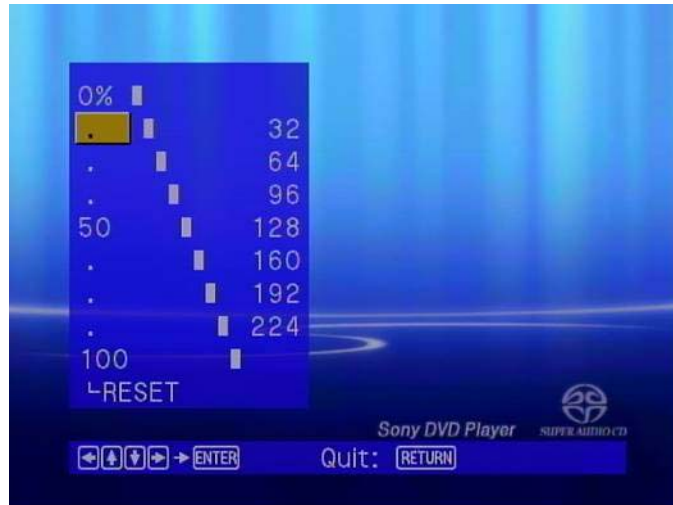 0%
. 32
. 64
. 96
50 128
. 160
. 192
. 224
100
RESET
Sony DVD Player
SUPER AUDIO CD
ENTER Quit: RETURN